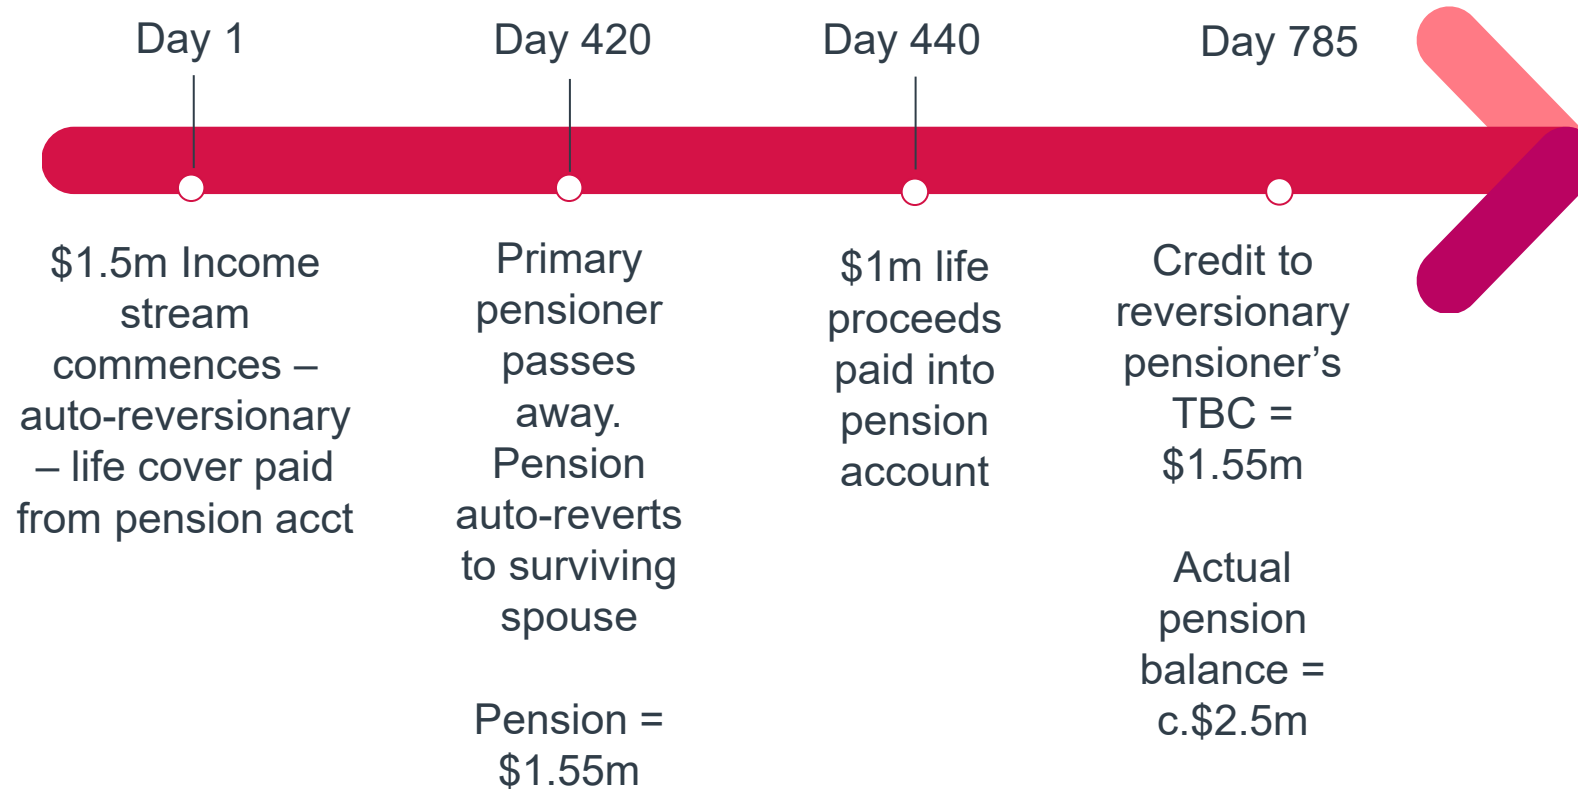 Day 1
$1.5m Income
stream
commences –
auto-reversionary
– life cover paid
from pension acct
Day 420
Primary
pensioner
passes
away.
Pension
auto-reverts
to surviving
spouse
Pension =
$1.55m
Day 440
$1m life
proceeds
paid into
pension
account
Day 785
Credit to
reversionary
pensioner’s
TBC =
$1.55m
Actual
pension
balance =
c.$2.5m